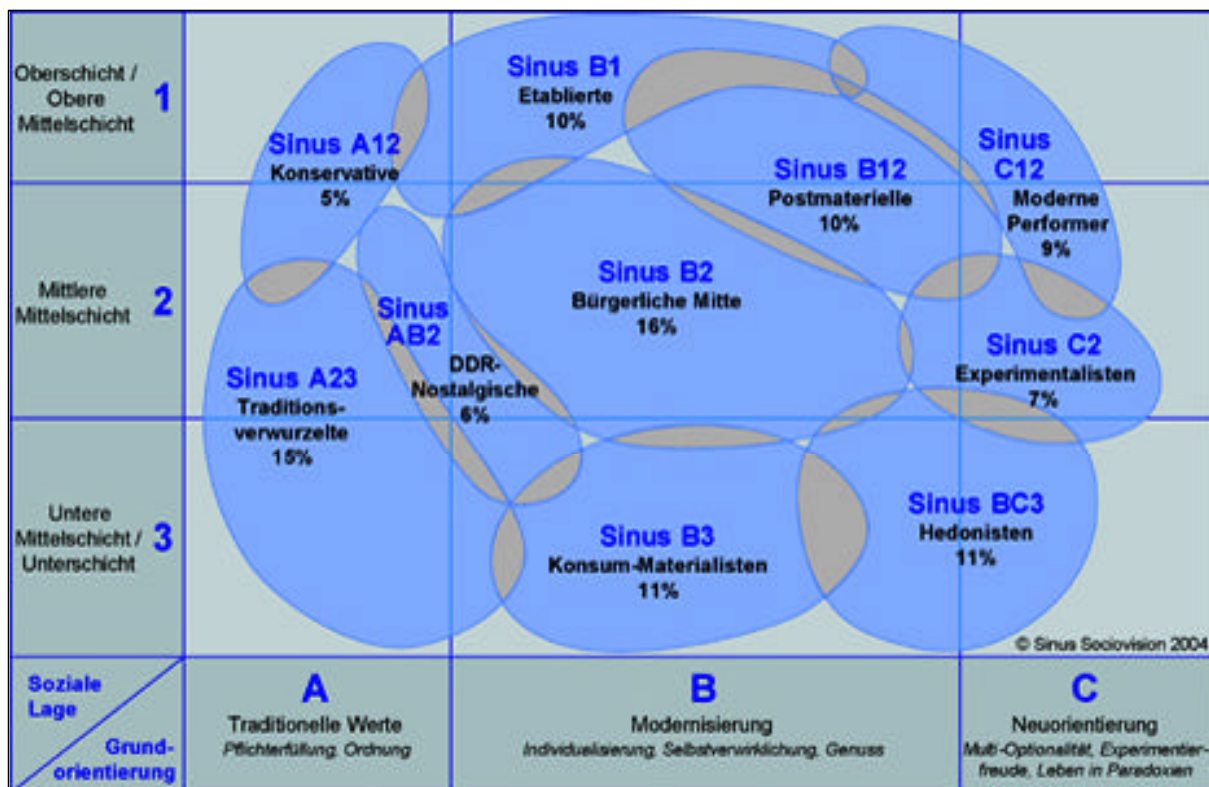 Oberschicht /
Obere
Mittelschicht
1
Sinus B1
Etablierte
10%
Sinus A12
Konservative
5%
Sinus B12
Postmaterielle
10%
Sinus
C12
Moderne
Performer
9%
Mittlere
Mittelschicht
2
Sinus B2
Bürgerliche Mitte
16%
Sinus
AB2
DDR-
Nostalgische
6%
Sinus A23
Traditions-
verwurzelte
15%
Sinus C2
Experimentalisten
7%
Untere
Mittelschicht /
Unterschicht
3
Sinus B3
Konsum-Materialisten
11%
Sinus BC3
Hedonisten
11%
© Sinus Sociovision 2004
Soziale
Lage
Grund-
orientierung
A
Traditionelle Werte
Pflichterfüllung, Ordnung
B
Modernisierung
Individualisierung, Selbstverwirklichung, Genuss
C
Neuorientierung
Multi-Optionalität, Experimentier-
freude, Leben in Paradoxien